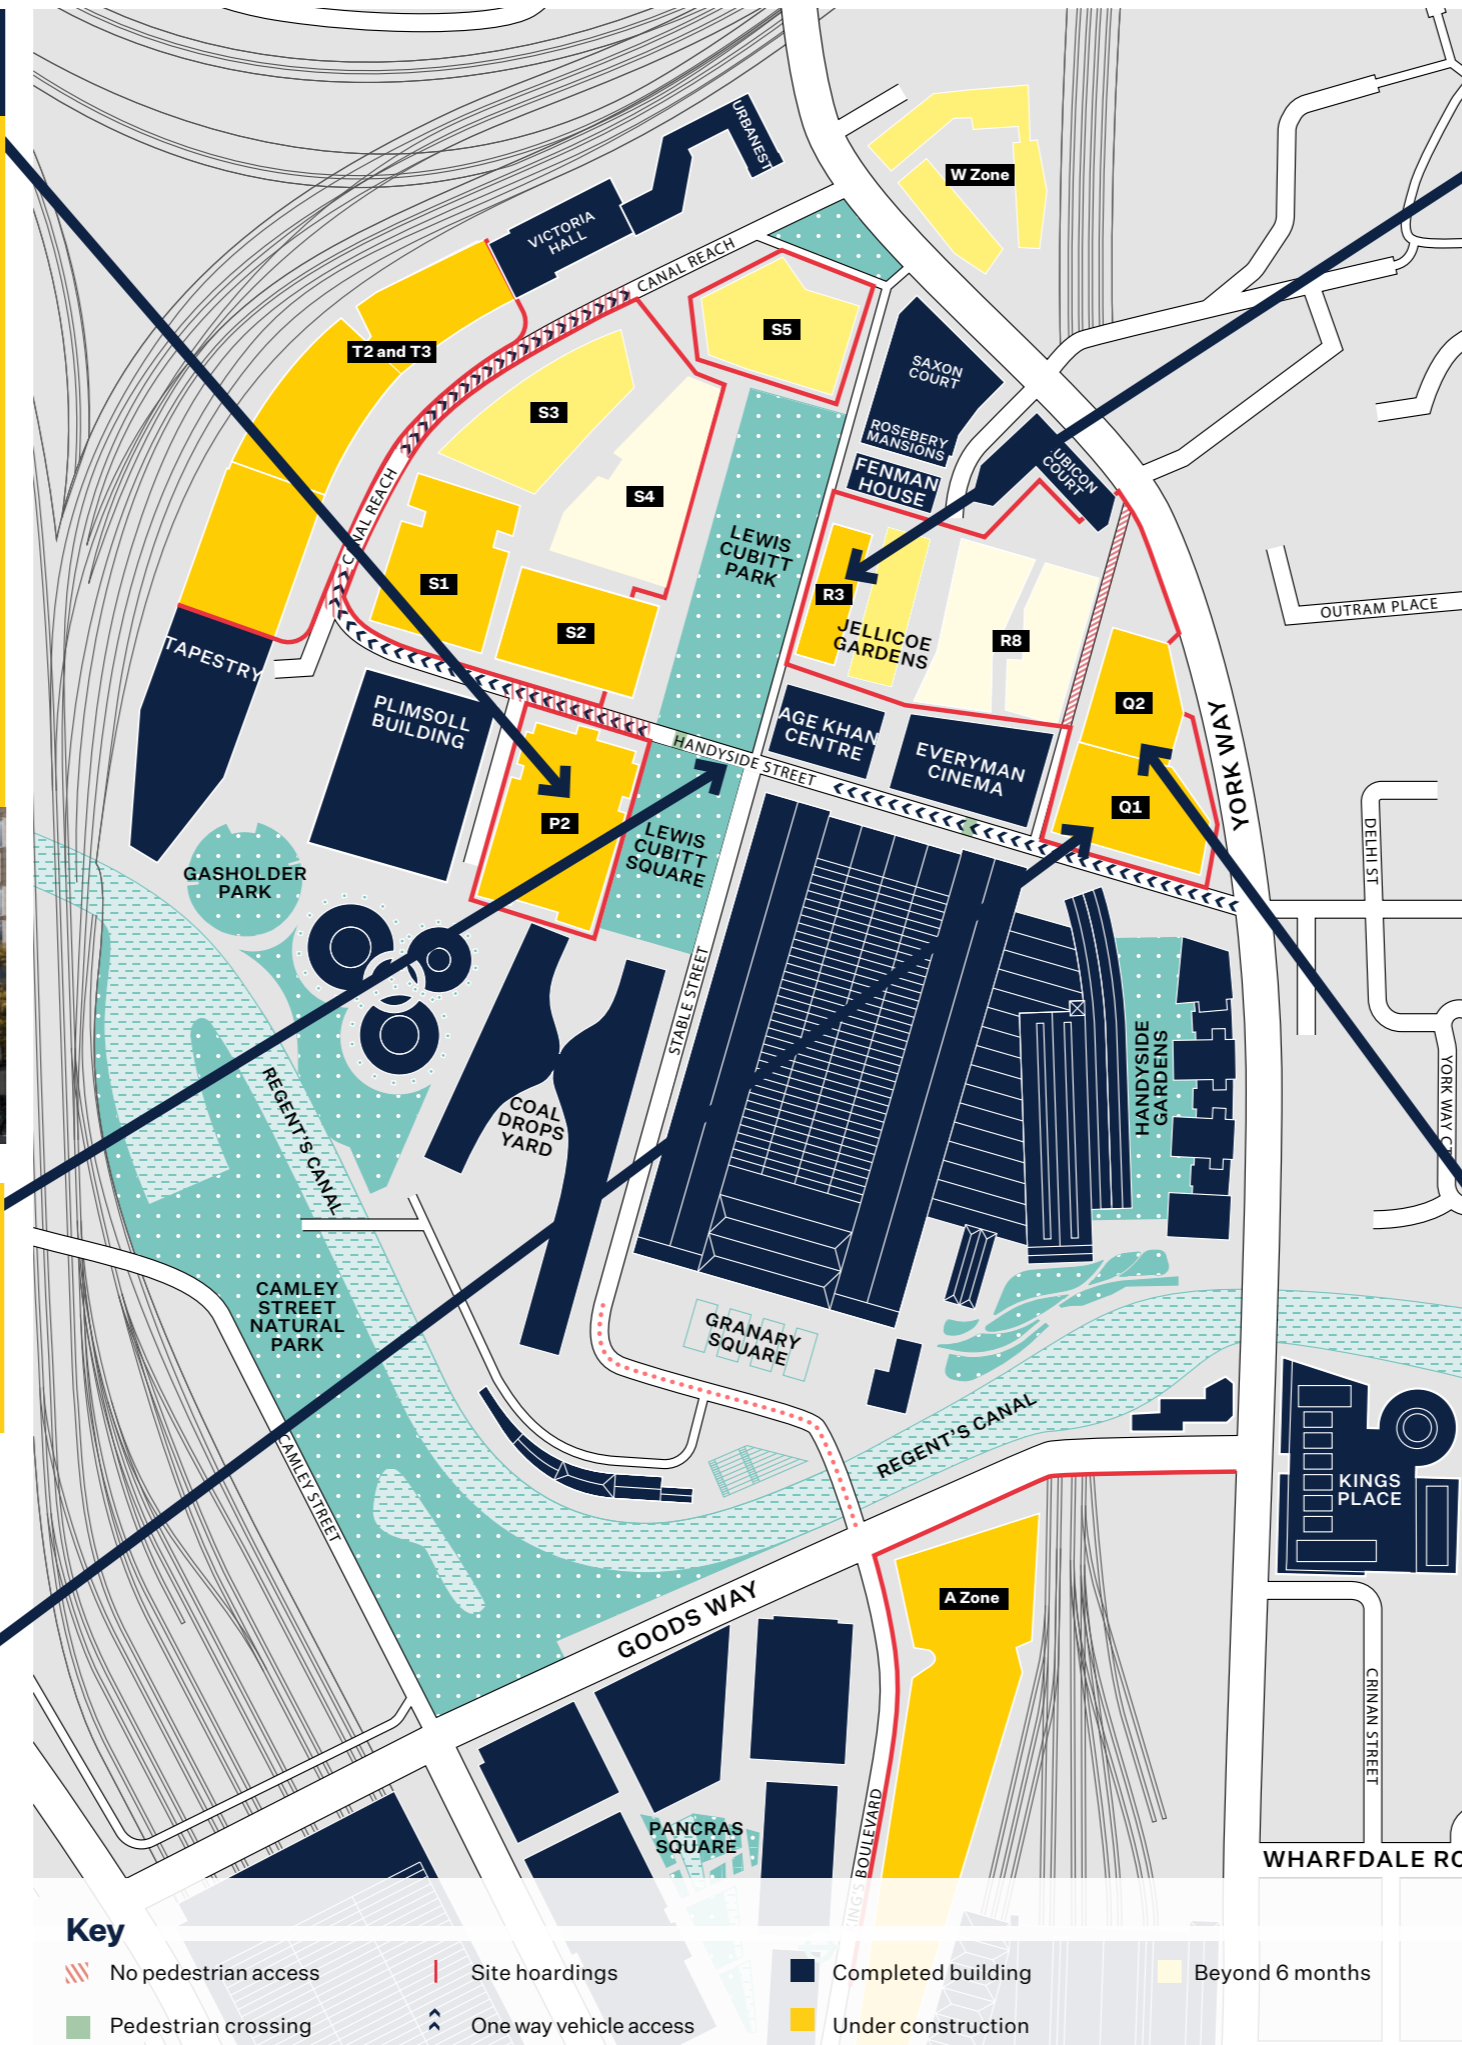 URBANEST
W Zone
VICTORIA
HALL
CANAL REACH
S5
T2 and T3
SAXON
COURT
S3
ROSEBERY
MANSIONS
FENMAN
HOUSE
UBICON
COURT
CANAL REACH
S4
LEWIS
CUBITT
PARK
S1
R3
S2
OUTRAM PLACE
JELLICOE
GARDENS
R8
TAPESTRY
PLIMSOLL
BUILDING
Q2
AGE KHAN
CENTRE
HANDYSIDE STREET
EVERYMAN
CINEMA
YORK WAY
P2
Q1
LEWIS
CUBITT
SQUARE
DELHI ST
GASHOLDER
PARK
STABLE STREET
HANDYSIDE
GARDENS
REGENT'S CANAL
COAL
DROPS
YARD
YORK WAY CT
CAMLEY
STREET
NATURAL
PARK
GRANARY
SQUARE
REGENT'S CANAL
CAMLEY STREET
KINGS
PLACE
A Zone
GOODS WAY
CRINAN STREET
PANCRAS
SQUARE
KING'S BOULEVARD
WHARFDALE RO
Key
No pedestrian access
Site hoardings
Completed building
Beyond 6 months
Pedestrian crossing
One way vehicle access
Under construction